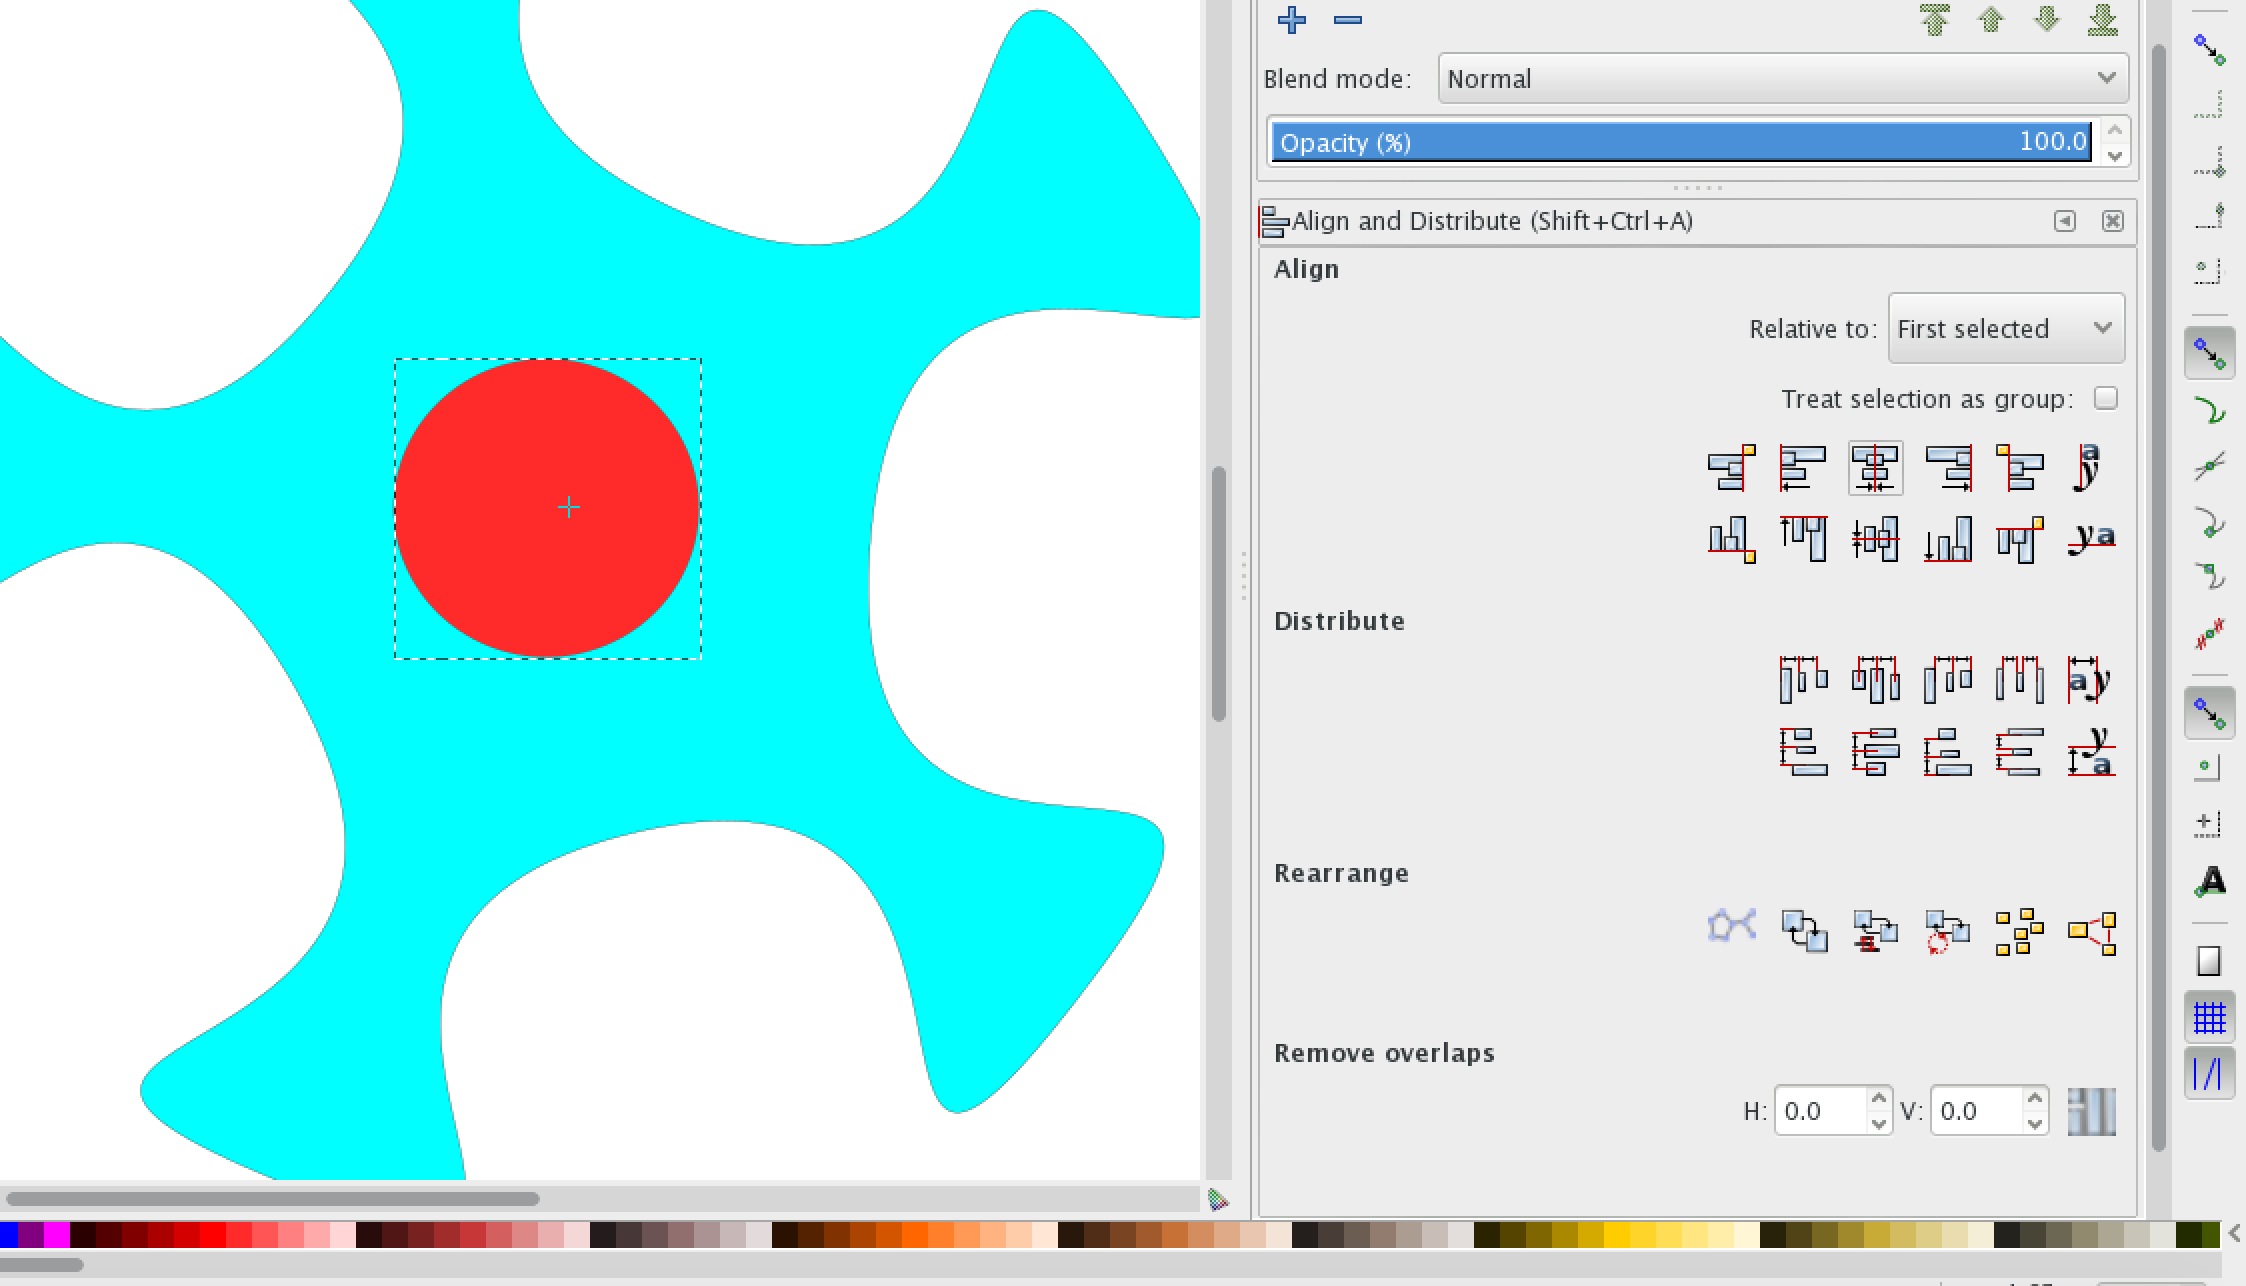 Blend mode: Normal
Opacity (%) 100.0
Align and Distribute (Shift+Ctrl+A)
Align
Relative to: First selected
Treat selection as group:
Distribute
Rearrange
Remove overlaps
H: 0.0 V: 0.0